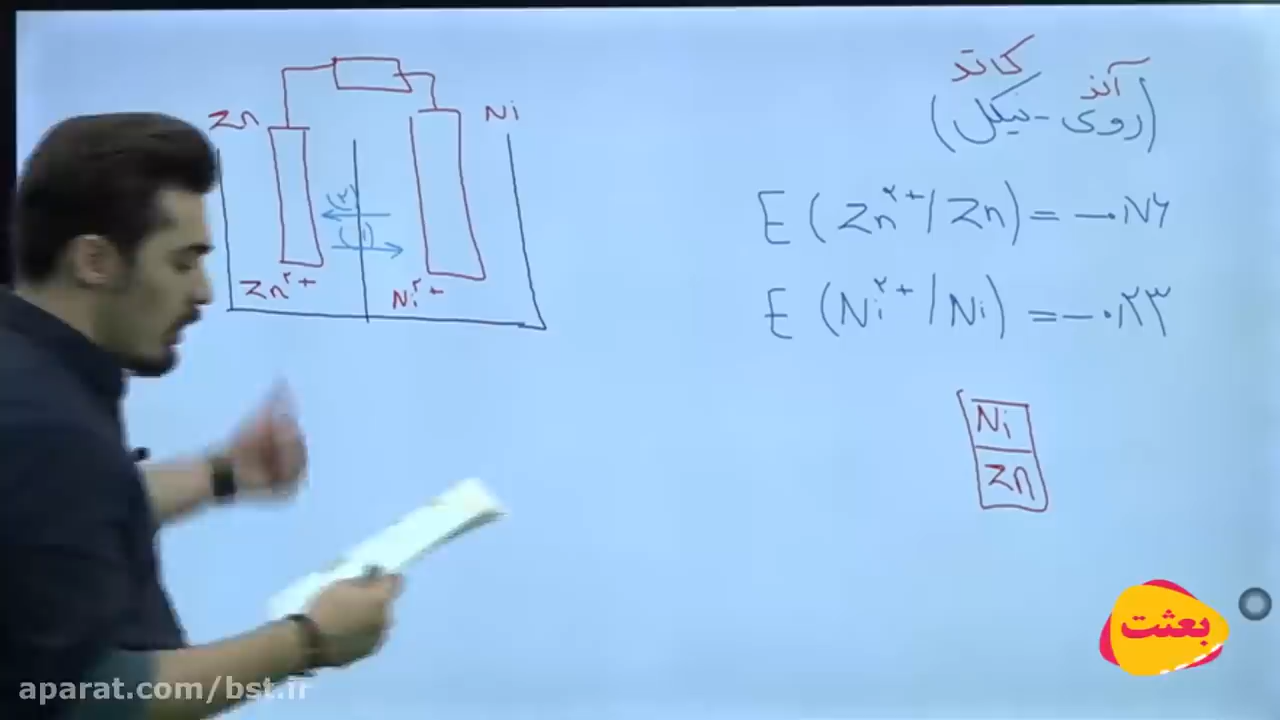 کاتد
آند
(روی - نیکل)
E (Zn²⁺/Zn) = -۰.۷۶
E (Ni²⁺/Ni) = -۰.۲۳
Ni
Zn
Zn
Ni
(۲)
(۱)
Zn²⁺
Ni²⁺
بعثت
aparat.com/bst.ir